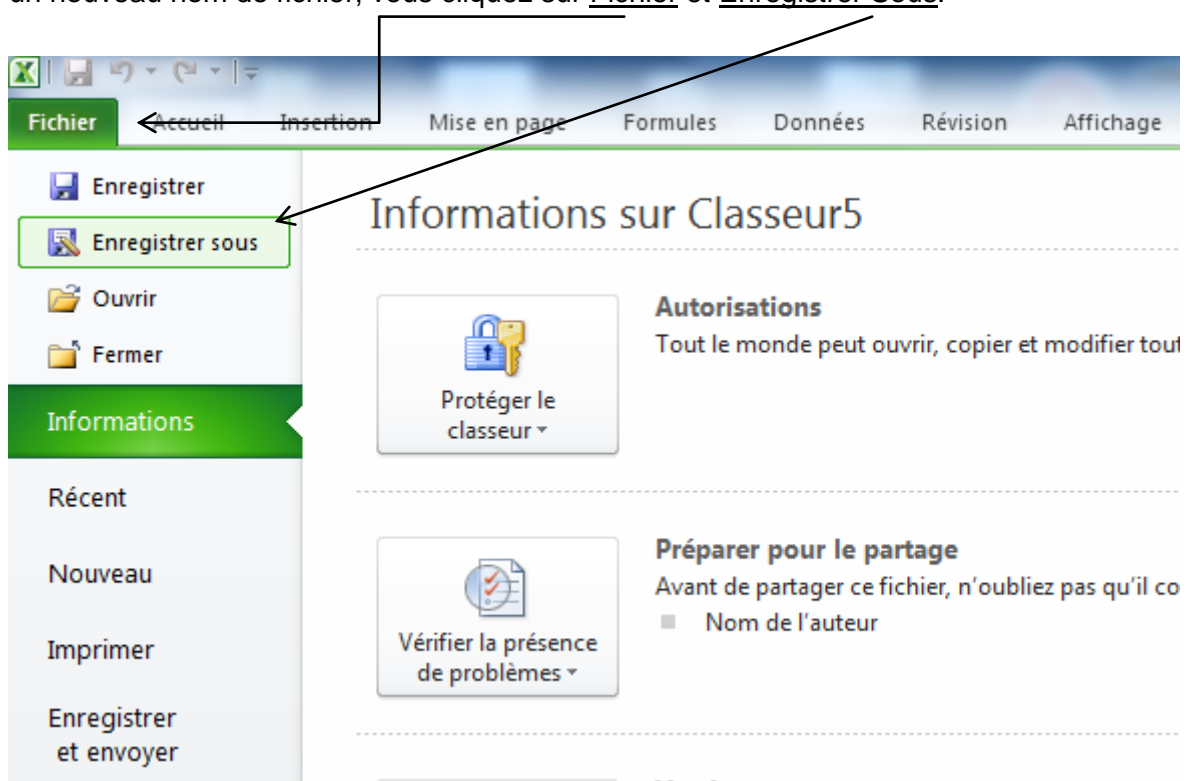 un nouveau nom de fichier, vous cliquez sur Fichier et Enregistrer Sous.
Fichier Accueil Insertion Mise en page Formules Données Révision Affichage
Enregistrer
Enregistrer sous
Ouvrir
Fermer
Informations
Récent
Nouveau
Imprimer
Enregistrer
et envoyer
Informations sur Classeur5
Protéger le
classeur
Autorisations
Tout le monde peut ouvrir, copier et modifier tout
Vérifier la présence
de problèmes
Préparer pour le partage
Avant de partager ce fichier, n'oubliez pas qu'il co
Nom de l'auteur